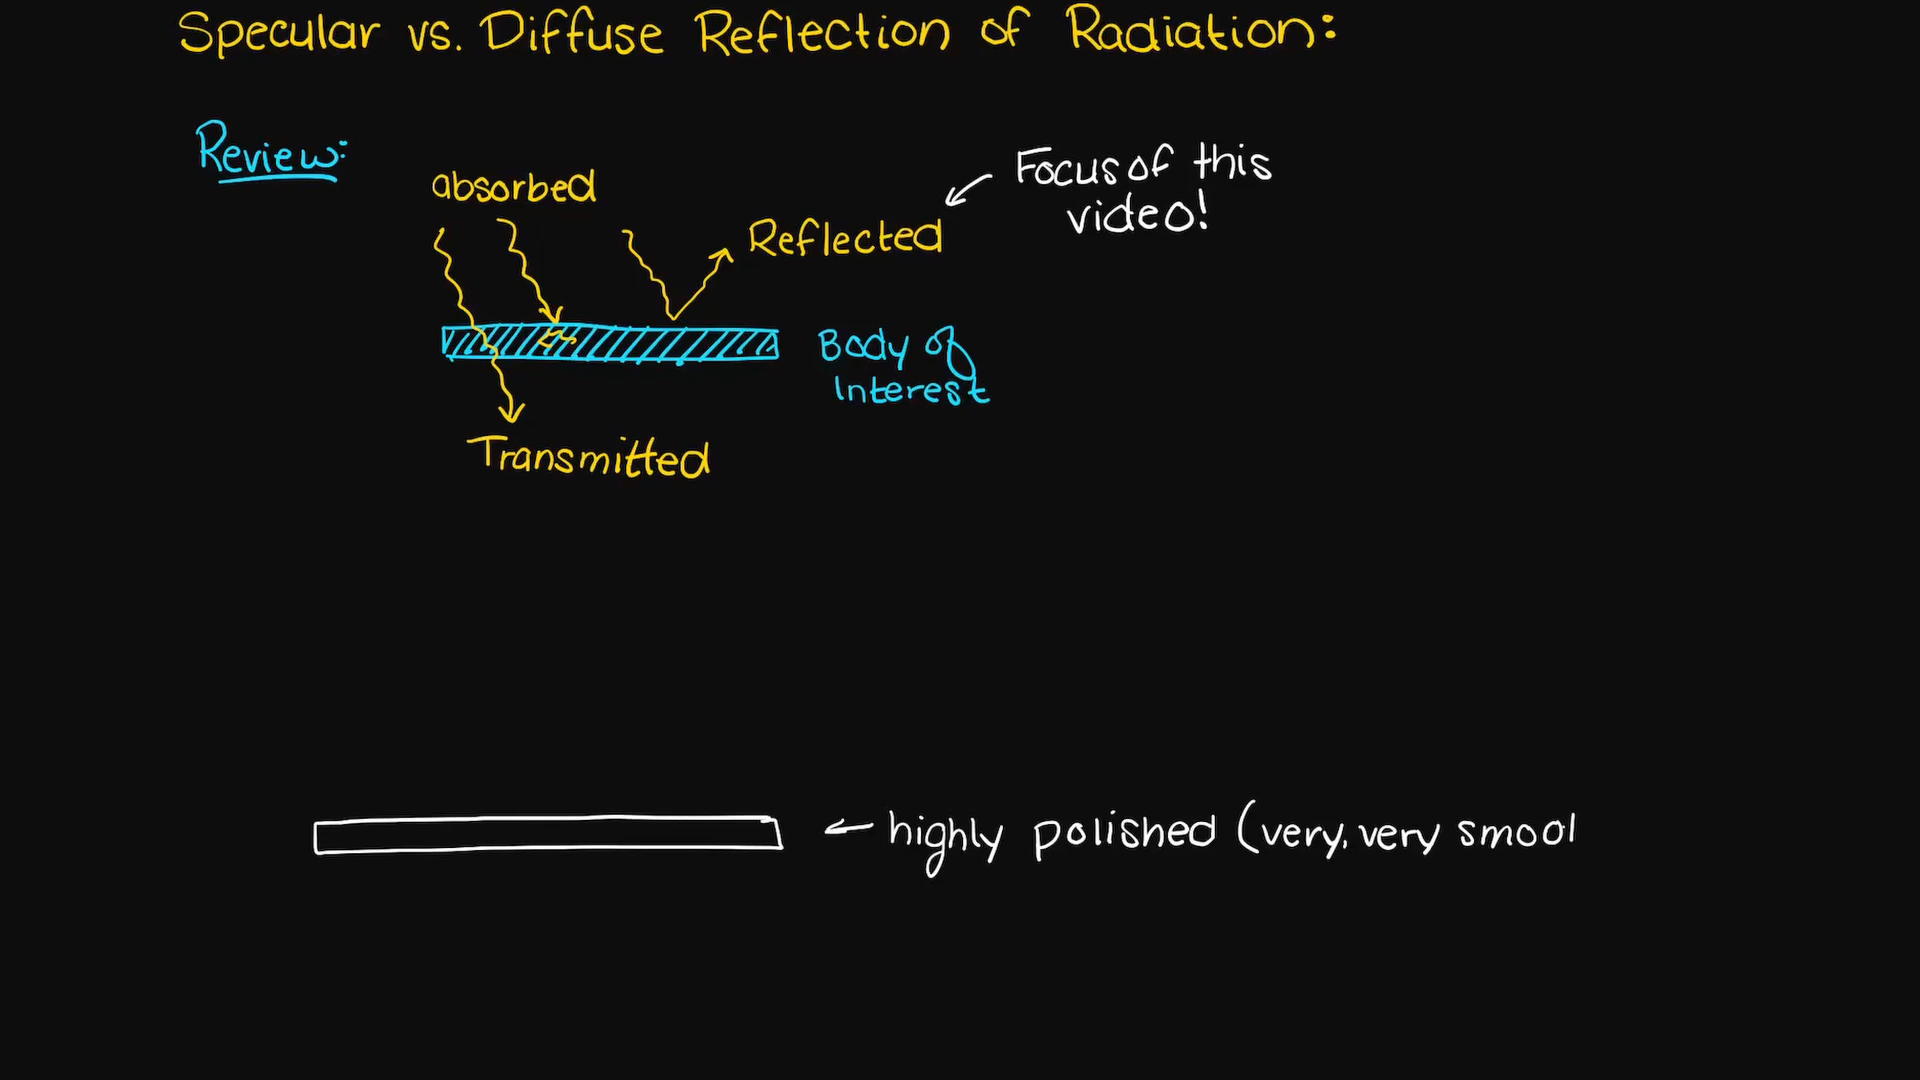 Specular vs. Diffuse Reflection of Radiation:
Review:
absorbed
Focus of this
video!
Reflected
Body of
Interest
Transmitted
highly polished (very, very smool